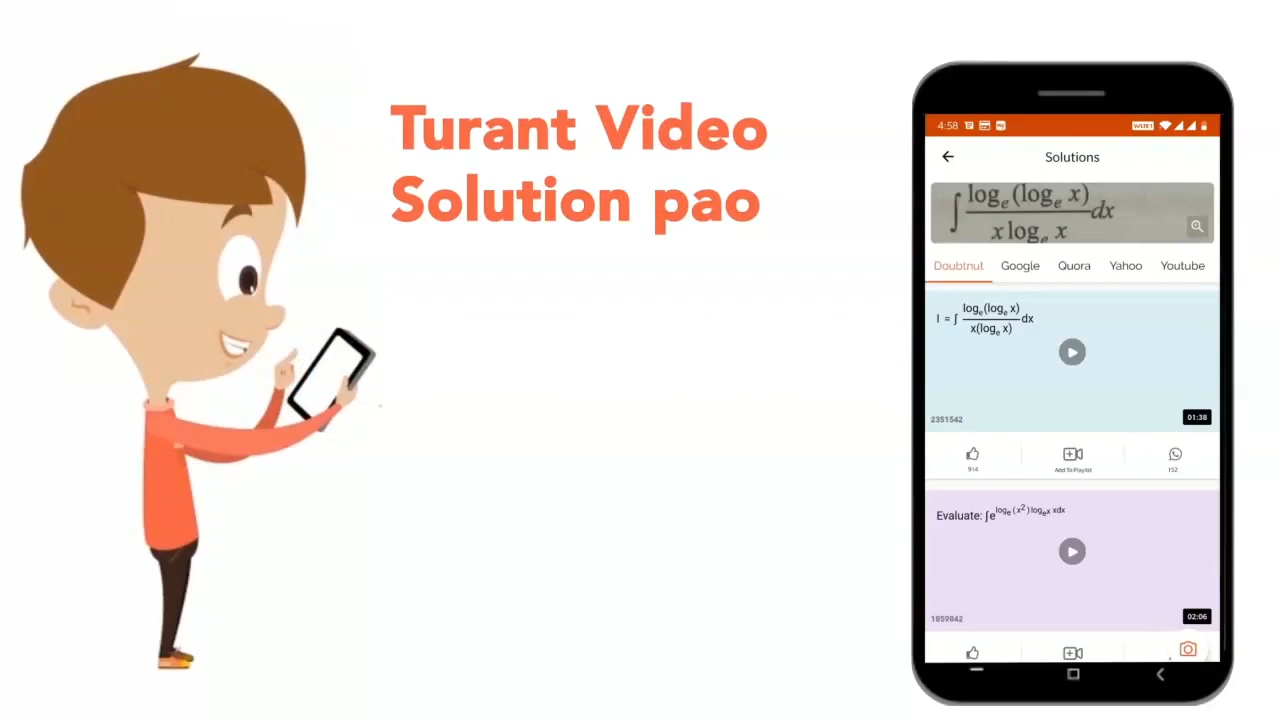 Turant Video
Solution pao
4:58
VoLTE1
Solutions
∫ logₑ(logₑ x) / x logₑ x dx
Doubtnut Google Quora Yahoo Youtube
I = ∫ logₑ(logₑ x) / x(logₑ x) dx
2351542 01:38
914 Add To Playlist 152
Evaluate: ∫e^logₑ(x²)logₑx xdx
1859842 02:06